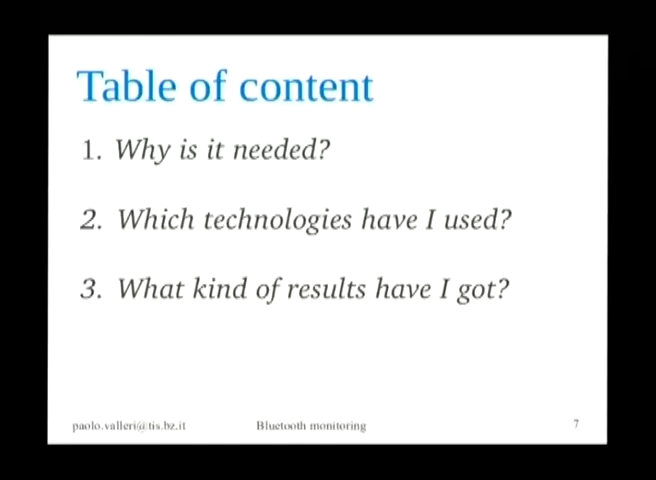 Table of content
1. Why is it needed?
2. Which technologies have I used?
3. What kind of results have I got?
paolo.valleri@tis.bz.it Bluetooth monitoring 7